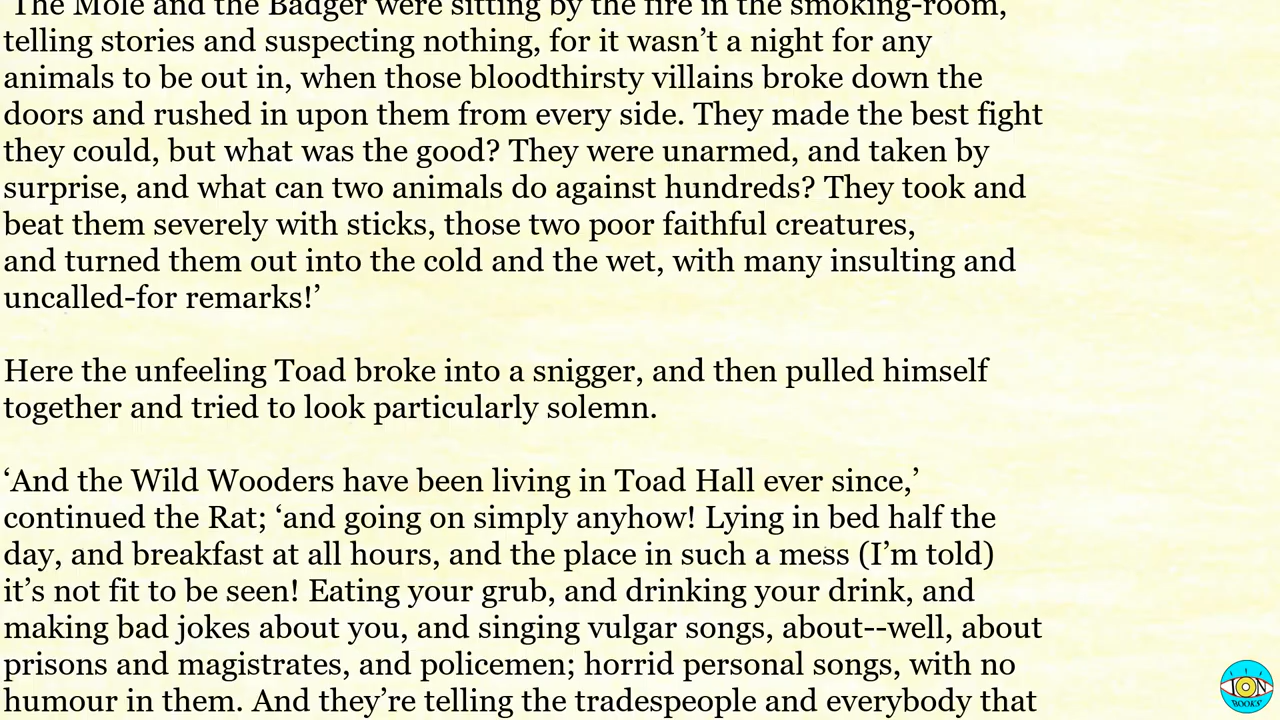 'The Mole and the Badger were sitting by the fire in the smoking-room,
telling stories and suspecting nothing, for it wasn’t a night for any
animals to be out in, when those bloodthirsty villains broke down the
doors and rushed in upon them from every side. They made the best fight
they could, but what was the good? They were unarmed, and taken by
surprise, and what can two animals do against hundreds? They took and
beat them severely with sticks, those two poor faithful creatures,
and turned them out into the cold and the wet, with many insulting and
uncalled-for remarks!’
Here the unfeeling Toad broke into a snigger, and then pulled himself
together and tried to look particularly solemn.
‘And the Wild Wooders have been living in Toad Hall ever since,’
continued the Rat; ‘and going on simply anyhow! Lying in bed half the
day, and breakfast at all hours, and the place in such a mess (I’m told)
it’s not fit to be seen! Eating your grub, and drinking your drink, and
making bad jokes about you, and singing vulgar songs, about--well, about
prisons and magistrates, and policemen; horrid personal songs, with no
humour in them. And they’re telling the tradespeople and everybody that
ION
BOOKS